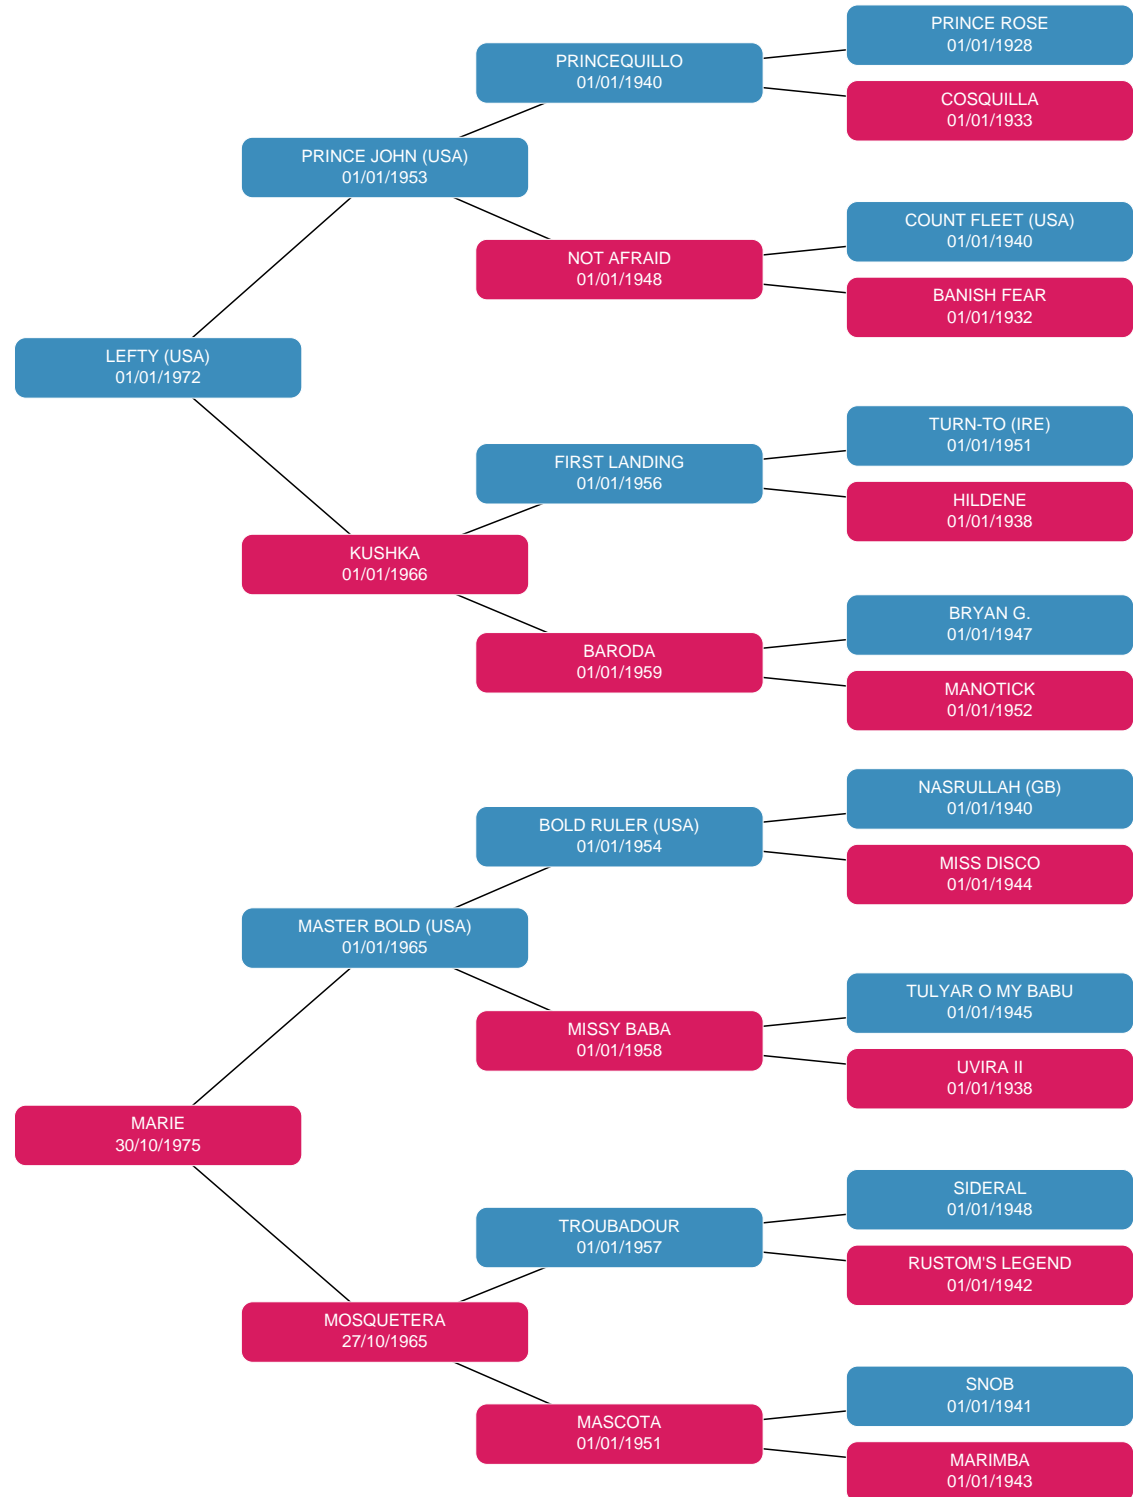 PRINCE ROSE
01/01/1928
PRINCEQUILLO
01/01/1940
COSQUILLA
01/01/1933
PRINCE JOHN (USA)
01/01/1953
COUNT FLEET (USA)
01/01/1940
NOT AFRAID
01/01/1948
BANISH FEAR
01/01/1932
LEFTY (USA)
01/01/1972
TURN-TO (IRE)
01/01/1951
FIRST LANDING
01/01/1956
HILDENE
01/01/1938
KUSHKA
01/01/1966
BRYAN G.
01/01/1947
BARODA
01/01/1959
MANOTICK
01/01/1952
NASRULLAH (GB)
01/01/1940
BOLD RULER (USA)
01/01/1954
MISS DISCO
01/01/1944
MASTER BOLD (USA)
01/01/1965
TULYAR O MY BABU
01/01/1945
MISSY BABA
01/01/1958
UVIRA II
01/01/1938
MARIE
30/10/1975
SIDERAL
01/01/1948
TROUBADOUR
01/01/1957
RUSTOM'S LEGEND
01/01/1942
MOSQUETERA
27/10/1965
SNOB
01/01/1941
MASCOTA
01/01/1951
MARIMBA
01/01/1943